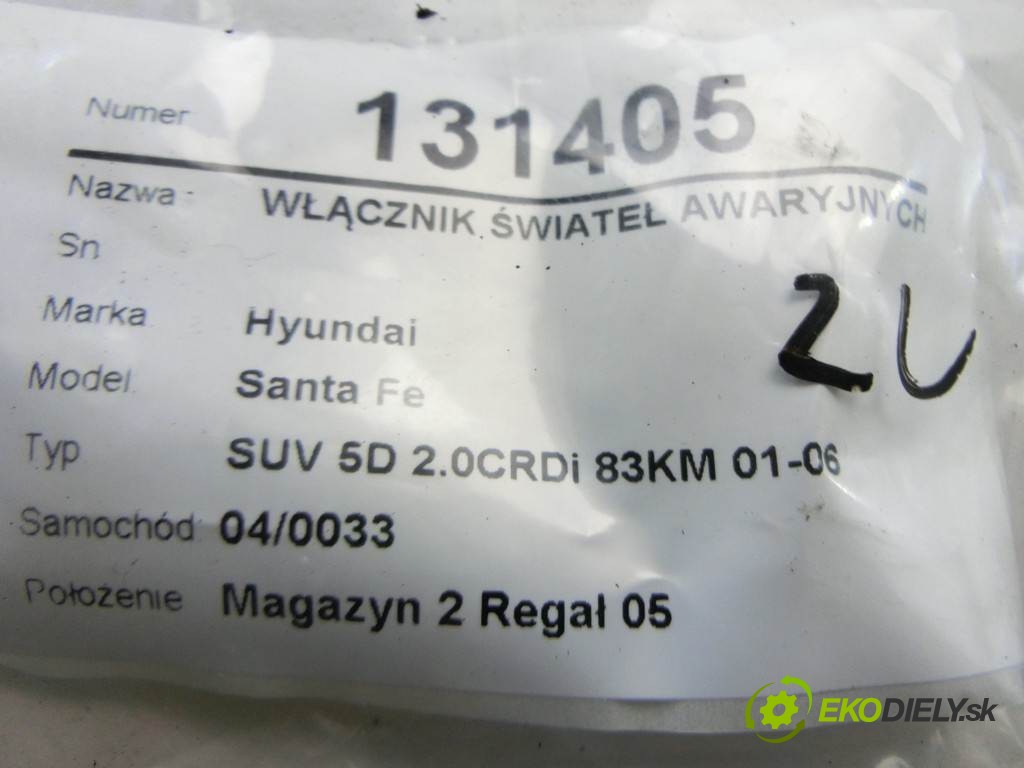 Numer 131405
Nazwa WŁĄCZNIK ŚWIATEŁ AWARYJNYCH
Sn
Marka Hyundai
Model Santa Fe
Typ SUV 5D 2.0CRDi 83KM 01-06
Samochód 04/0033
Położenie Magazyn 2 Regał 05
EKODIELY.sk